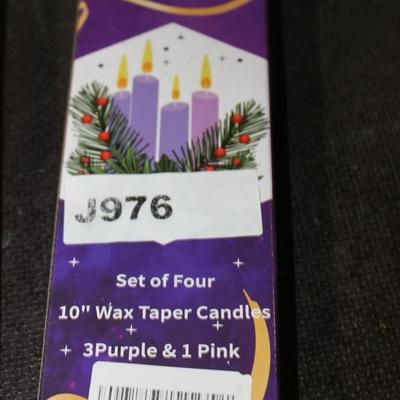 J976
Set of Four
10" Wax Taper Candles
3Purple & 1 Pink